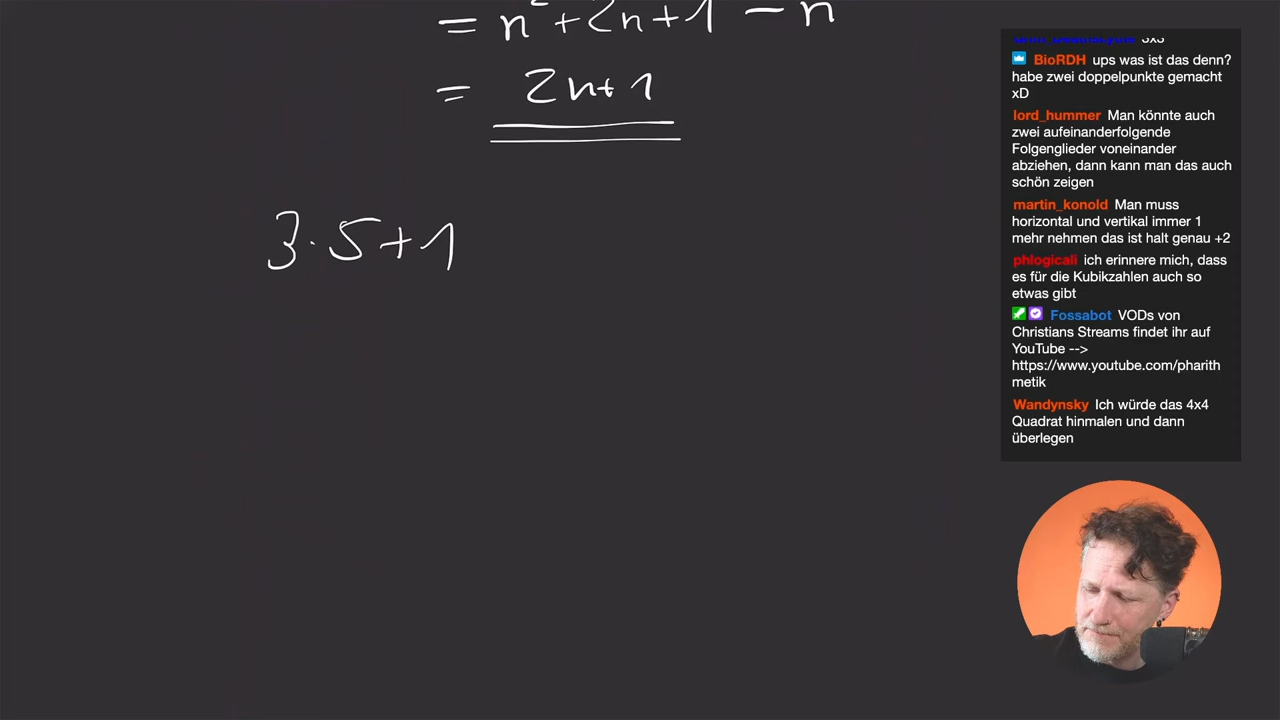 = n²+2n+1 - n
= 2n+1
3·5+1
3x3
BioRDH ups was ist das denn?
habe zwei doppelpunkte gemacht
xD
lord_hummer Man könnte auch
zwei aufeinanderfolgende
Folgenglieder voneinander
abziehen, dann kann man das auch
schön zeigen
martin_konold Man muss
horizontal und vertikal immer 1
mehr nehmen das ist halt genau +2
phlogicali ich erinnere mich, dass
es für die Kubikzahlen auch so
etwas gibt
Fossabot VODs von
Christians Streams findet ihr auf
YouTube -->
https://www.youtube.com/pharith
metik
Wandynsky Ich würde das 4x4
Quadrat hinmalen und dann
überlegen